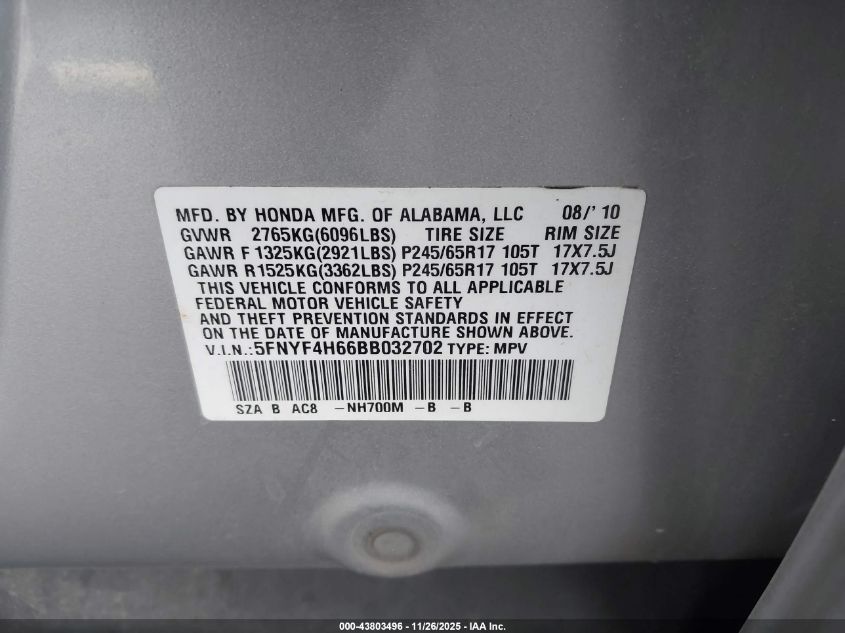 MFD. BY HONDA MFG. OF ALABAMA, LLC 08/' 10
GVWR 2765KG(6096LBS) TIRE SIZE RIM SIZE
GAWR F 1325KG(2921LBS) P245/65R17 105T 17X7.5J
GAWR R1525KG(3362LBS) P245/65R17 105T 17X7.5J
THIS VEHICLE CONFORMS TO ALL APPLICABLE
FEDERAL MOTOR VEHICLE SAFETY
AND THEFT PREVENTION STANDARDS IN EFFECT
ON THE DATE OF MANUFACTURE SHOWN ABOVE.
V.I.N.:5FNYF4H66BB032702 TYPE: MPV
SZA B AC8 -NH700M -B -B
000-43803496 - 11/26/2025 - IAA Inc.